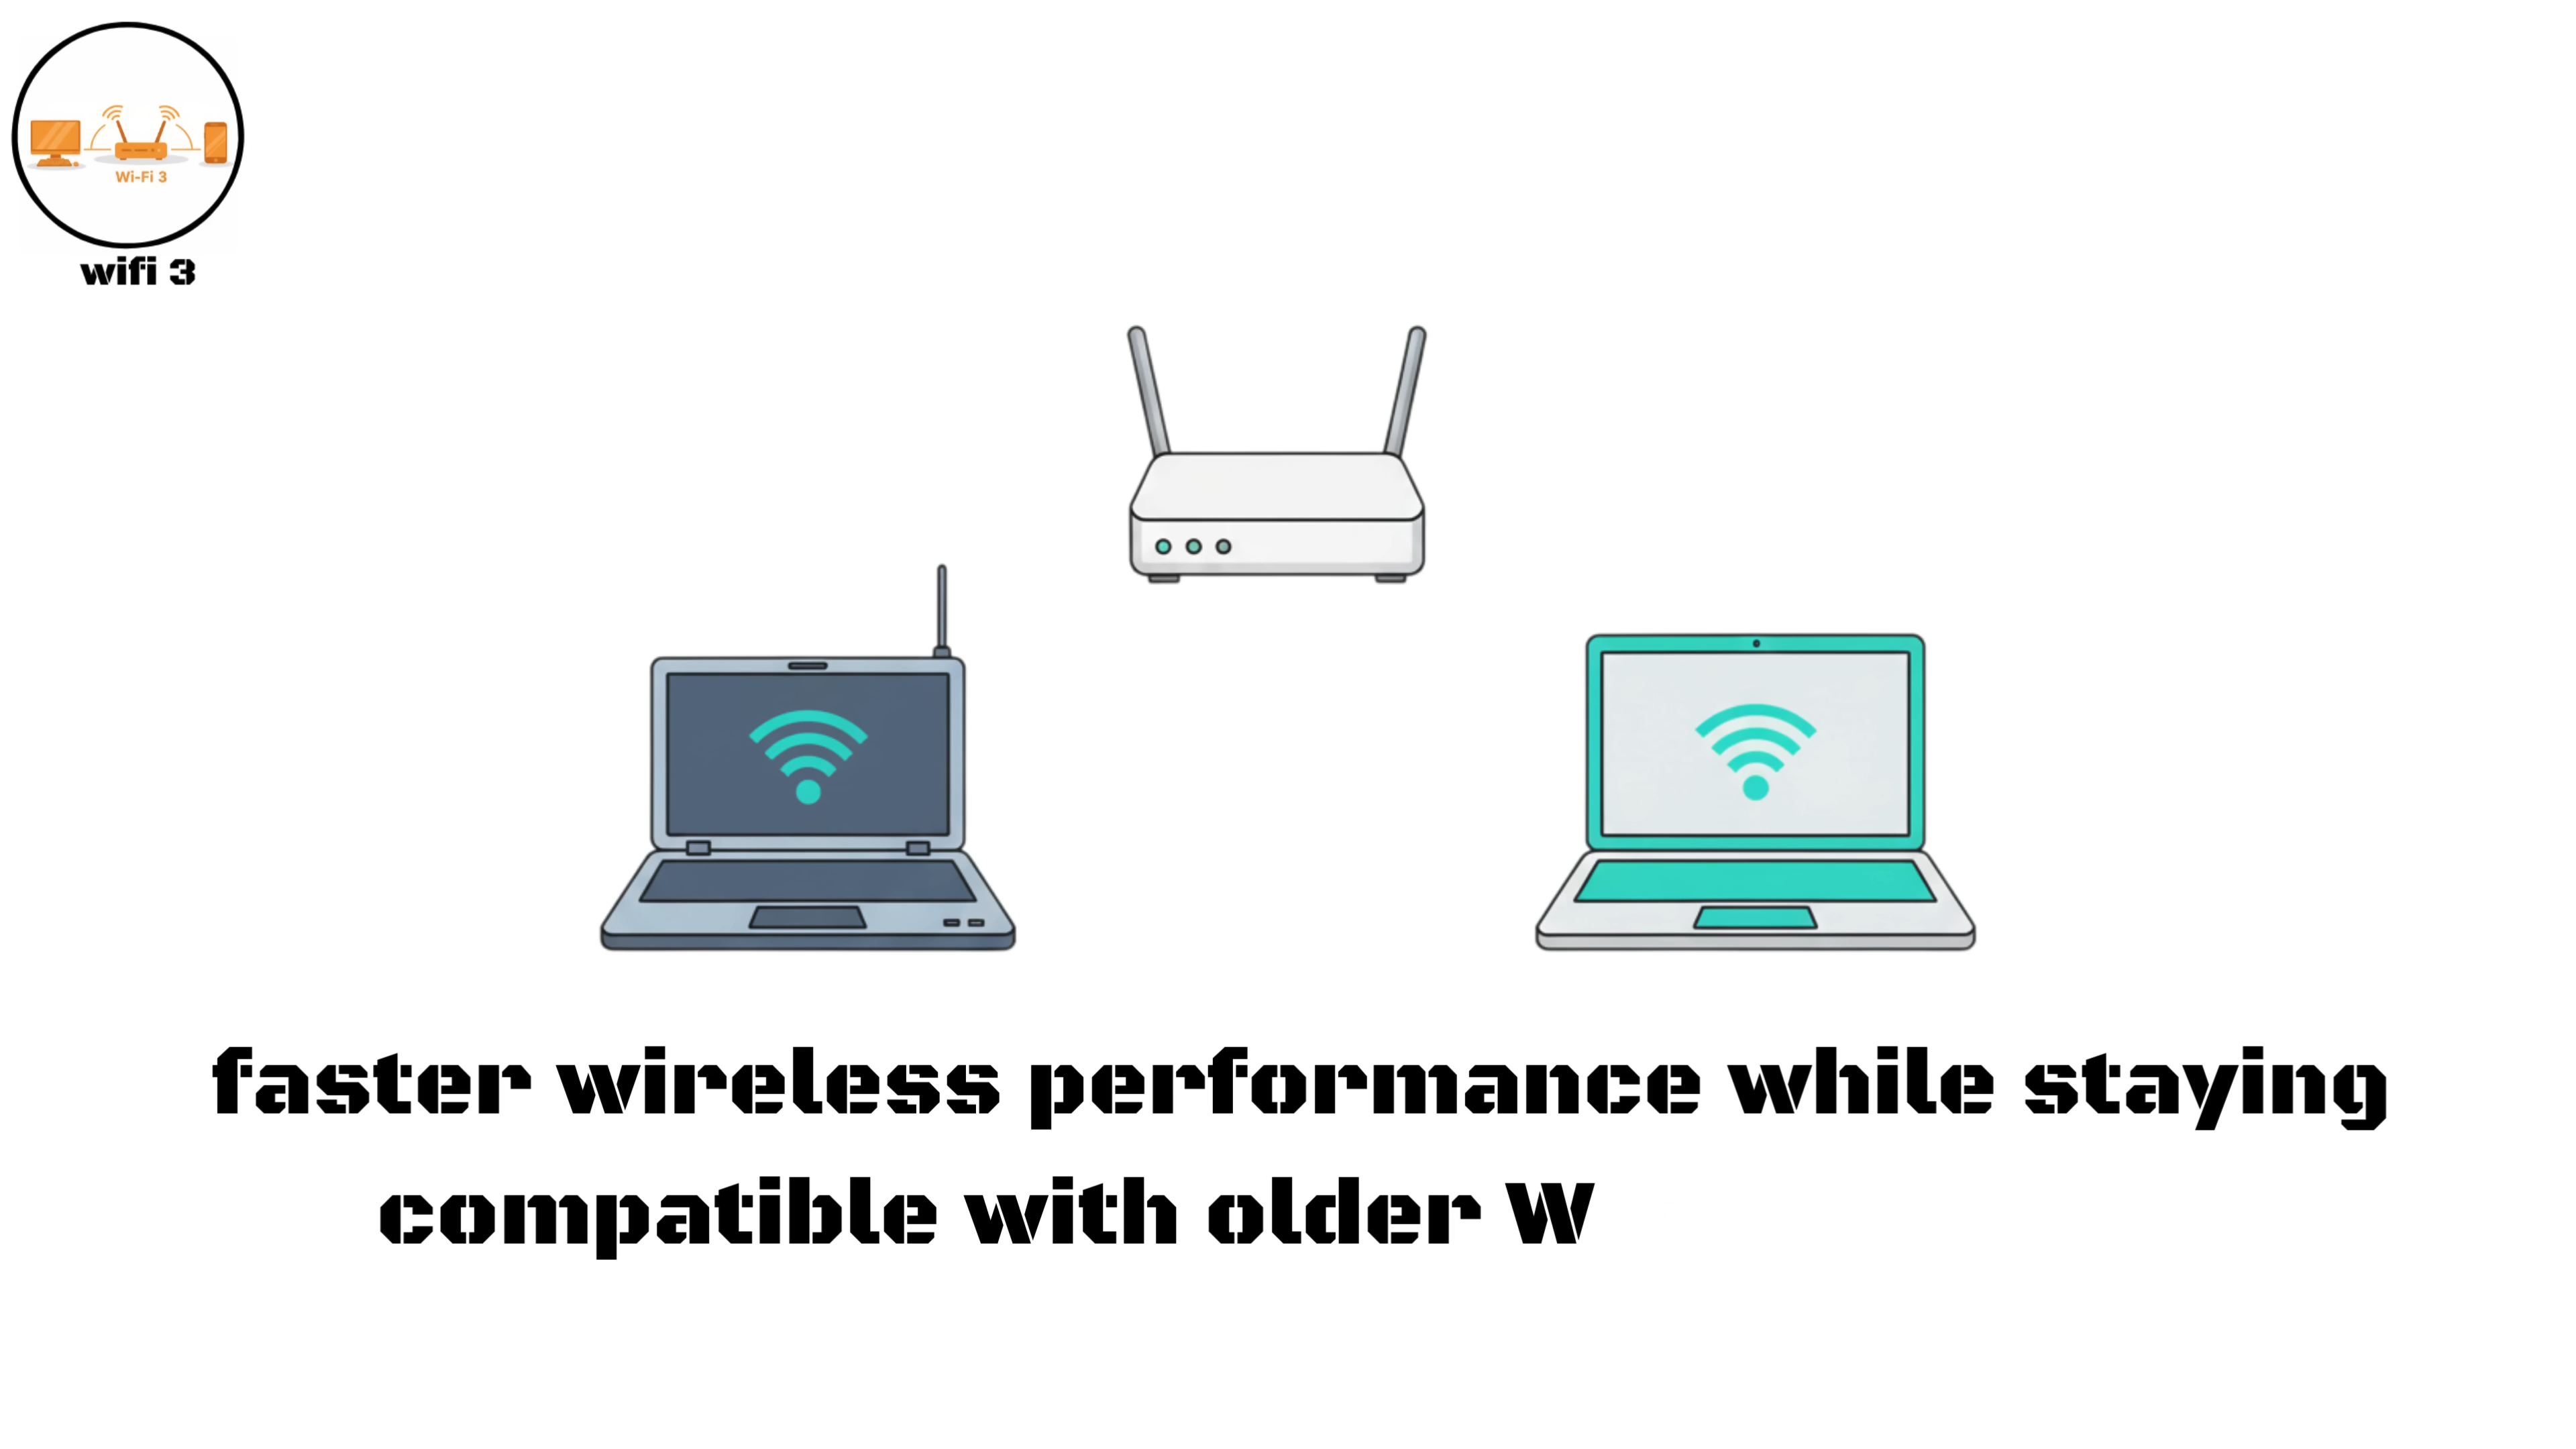 Wi-Fi 3
wifi 3
faster wireless performance while staying
compatible with older W